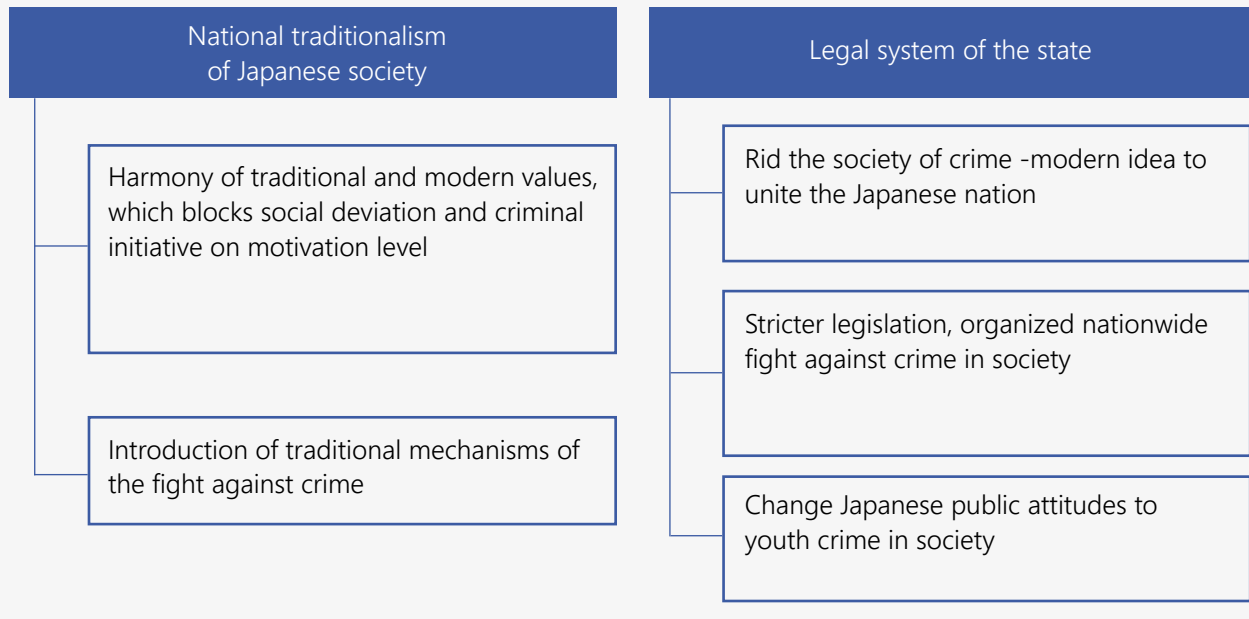 National traditionalism
of Japanese society
Harmony of traditional and modern values,
which blocks social deviation and criminal
initiative on motivation level
Introduction of traditional mechanisms of
the fight against crime
Legal system of the state
Rid the society of crime -modern idea to
unite the Japanese nation
Stricter legislation, organized nationwide
fight against crime in society
Change Japanese public attitudes to
youth crime in society